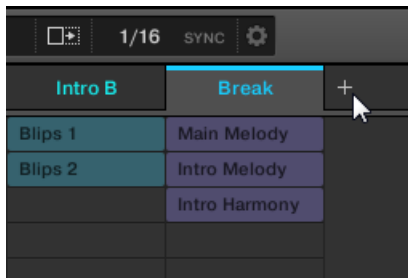 1/16 SYNC
Intro B Break +
Blips 1 Main Melody
Blips 2 Intro Melody
Intro Harmony